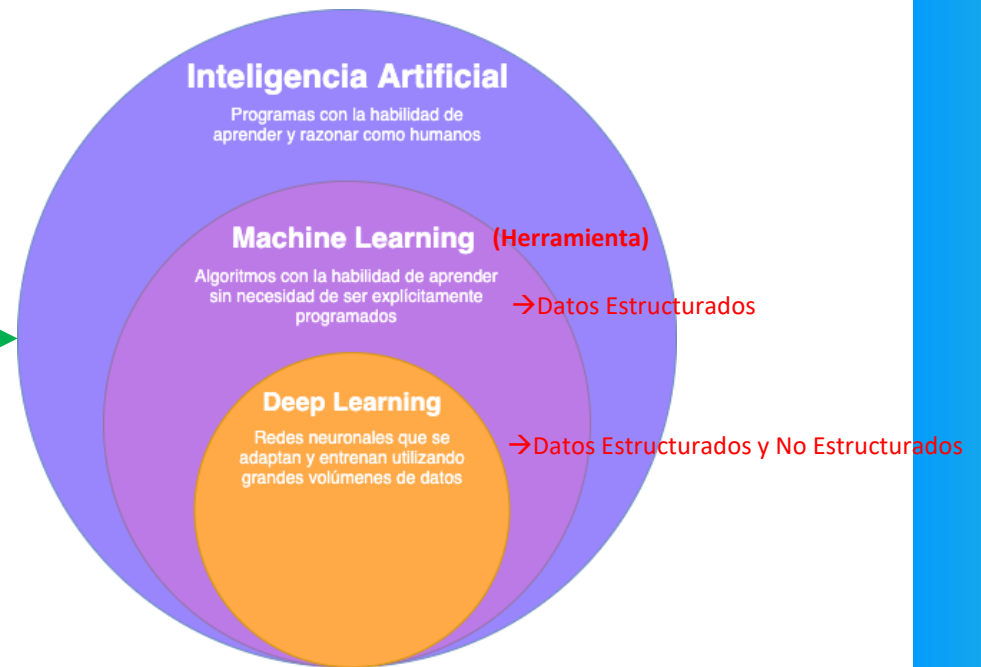 Inteligencia Artificial
Programas con la habilidad de
aprender y razonar como humanos
Machine Learning (Herramienta)
Algoritmos con la habilidad de aprender
sin necesidad de ser explícitamente
programados
→Datos Estructurados
Deep Learning
Redes neuronales que se
adaptan y entrenan utilizando
grandes volúmenes de datos
→Datos Estructurados y No Estructurados